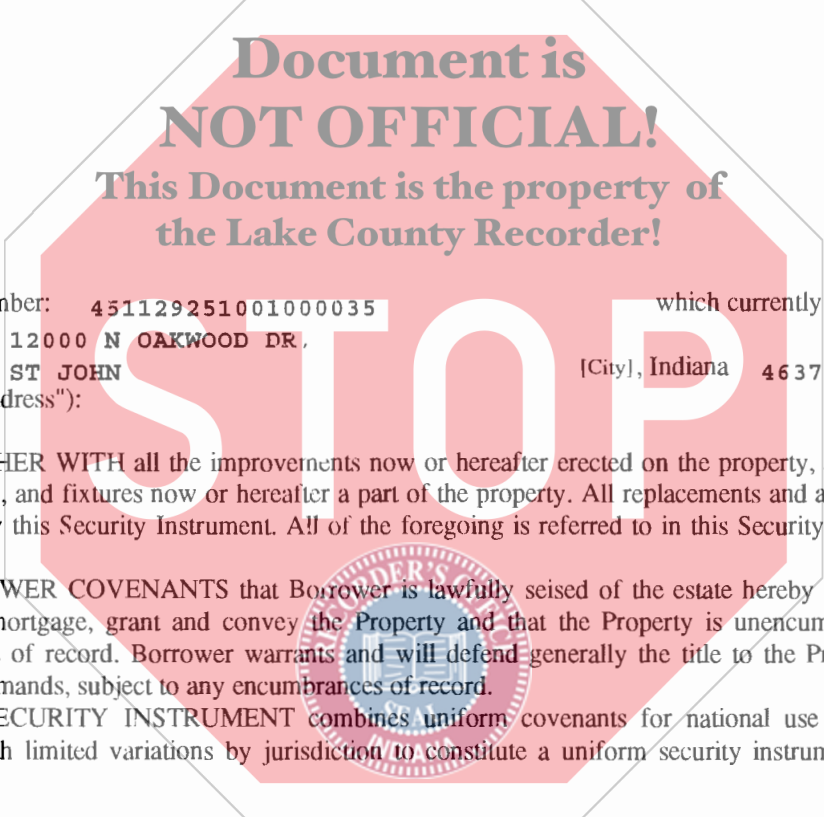 Document is
NOT OFFICIAL!
This Document is the property of
the Lake County Recorder!
STOP
nber: 451129251001000035 which currently
12000 N OAKWOOD DR,
ST JOHN [City], Indiana 4637
dress"):
HER WITH all the improvements now or hereafter erected on the property,
, and fixtures now or hereafter a part of the property. All replacements and a
y this Security Instrument. All of the foregoing is referred to in this Security
WER COVENANTS that Borrower is lawfully seised of the estate hereby
nortgage, grant and convey the Property and that the Property is unencum
of record. Borrower warrants and will defend generally the title to the Pr
mands, subject to any encumbrances of record.
ECURITY INSTRUMENT combines uniform covenants for national use
h limited variations by jurisdiction to constitute a uniform security instrum
SEAL
INDIANA